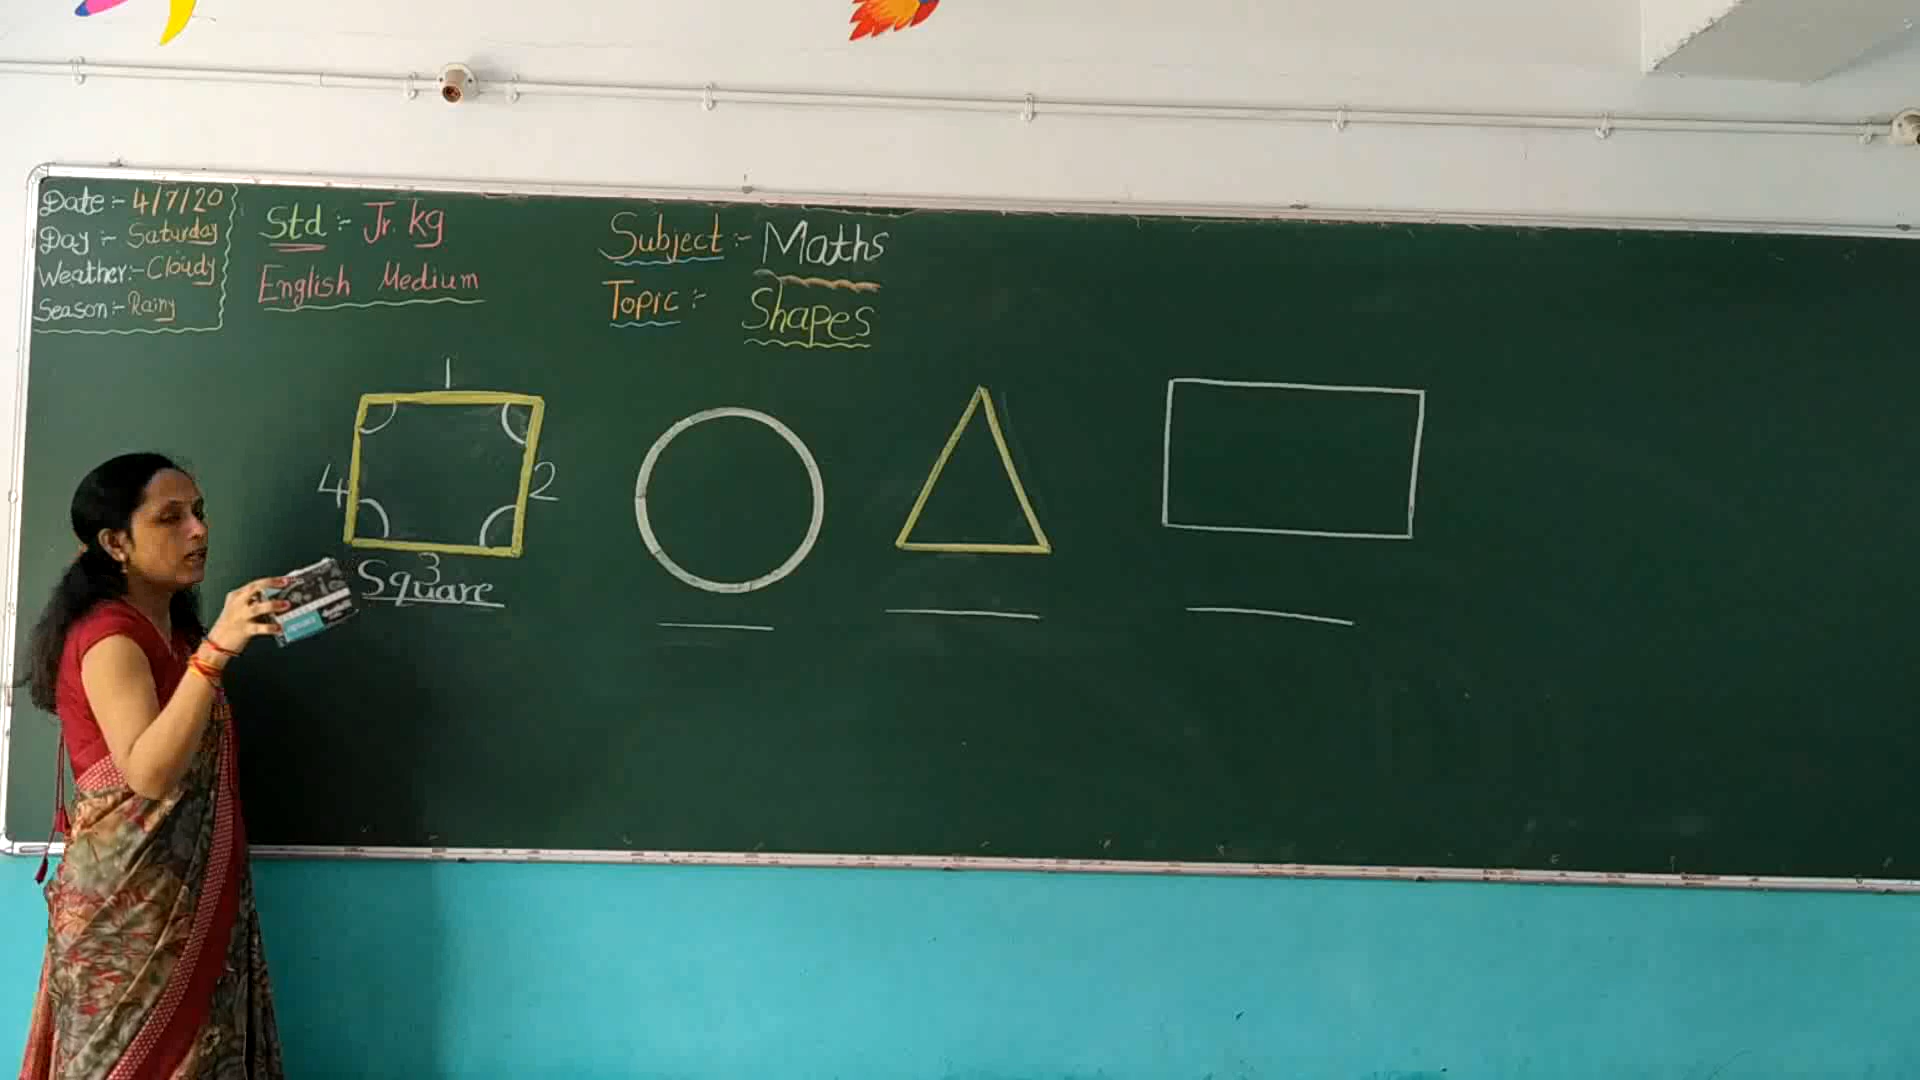 Date:- 4/7/20
Day:- Saturday
Weather:- Cloudy
Season:- Rainy
Std:- Jr. kg
English Medium
Subject:- Maths
Topic:- Shapes
1
4
2
3
Square